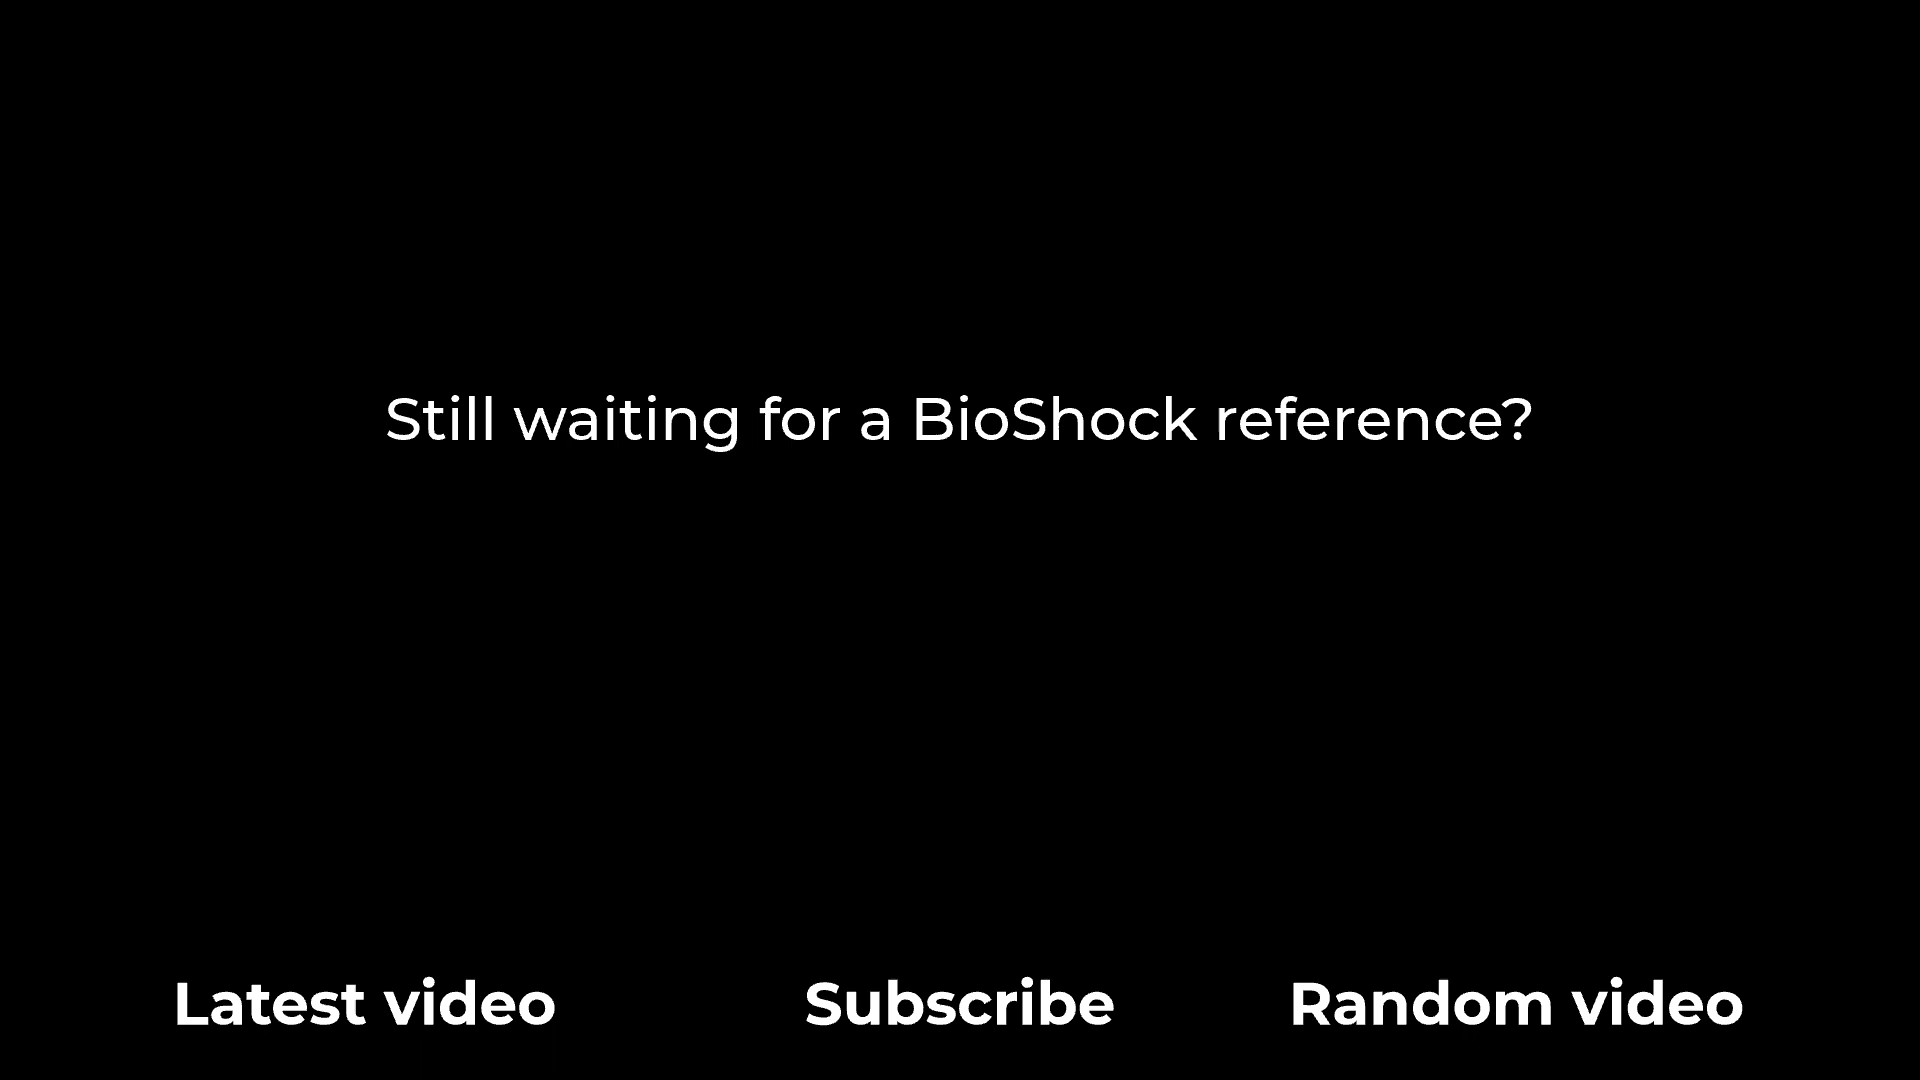 Still waiting for a BioShock reference?
Latest video
Subscribe
Random video